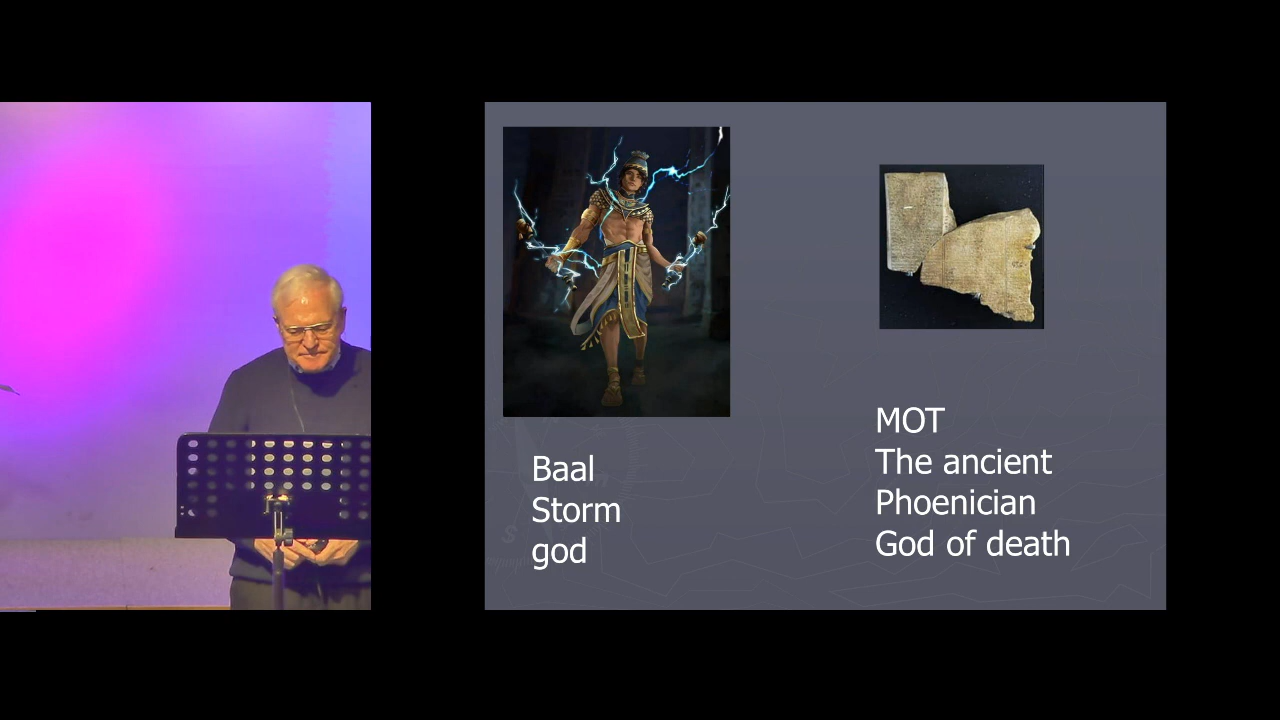 Baal
Storm
god
MOT
The ancient
Phoenician
God of death